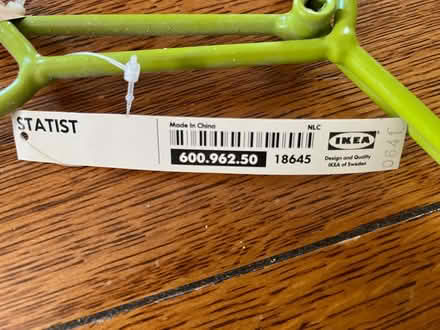 STATIST
Made in China
NLC
600.962.50
18645
IKEA®
Design and Quality
IKEA of Sweden